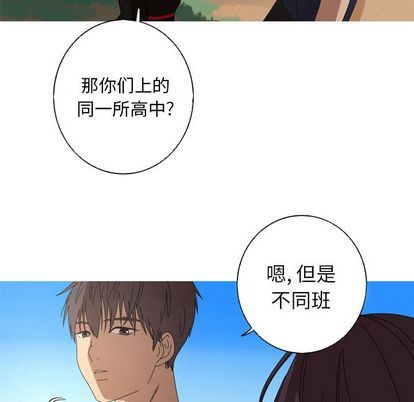 那你们上的
同一所高中?
嗯, 但是
不同班